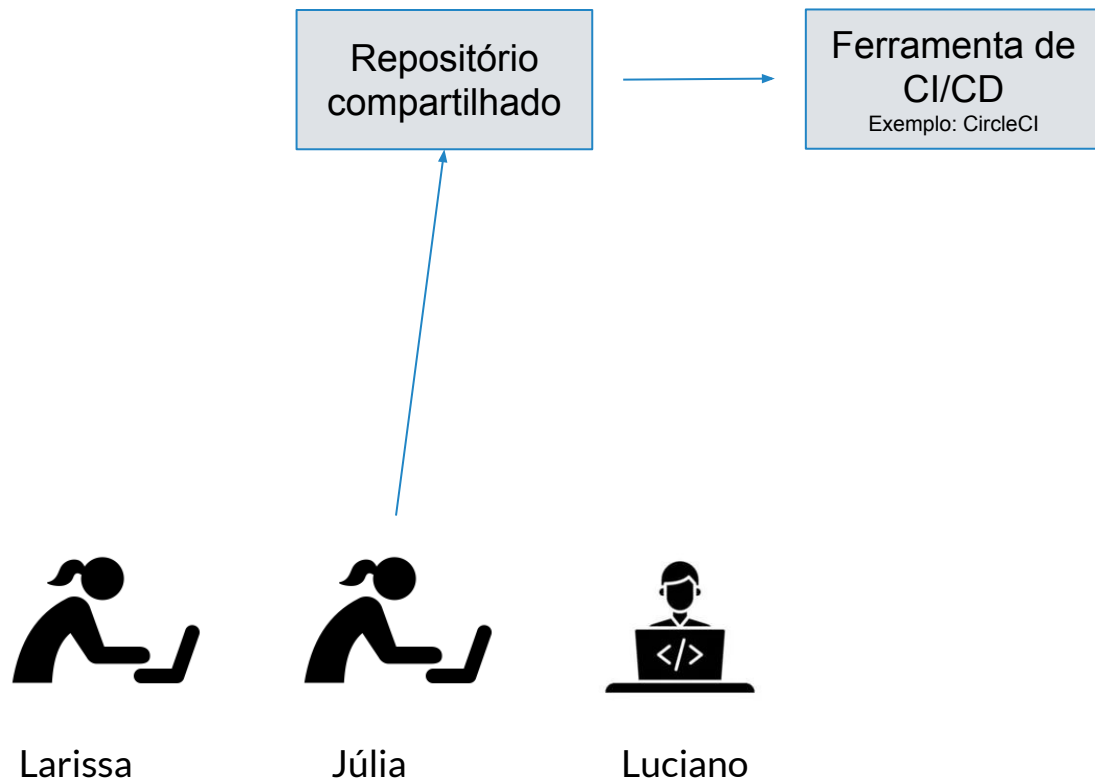 Repositório
compartilhado
Ferramenta de
CI/CD
Exemplo: CircleCI
</>
Larissa
Júlia
Luciano